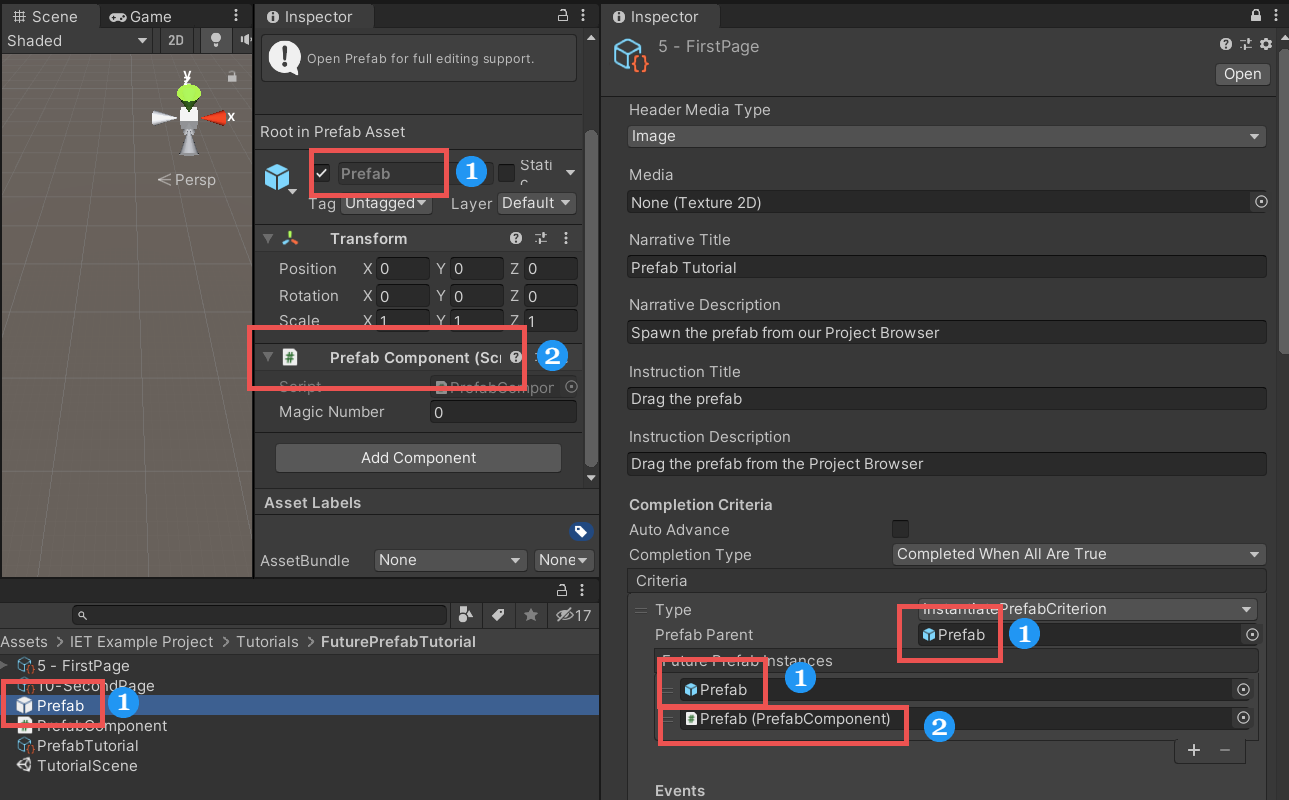 Scene
Game
Shaded
2D
y
x
Persp
Inspector
Open Prefab for full editing support.
Root in Prefab Asset
Prefab
1
Static
Tag Untagged Layer Default
Transform
Position X 0 Y 0 Z 0
Rotation X 0 Y 0 Z 0
Scale X 1 Y 1 Z 1
# Prefab Component (Scr
2
Script PrefabCompor
Magic Number 0
Add Component
Asset Labels
AssetBundle None None
17
Assets > IET Example Project > Tutorials > FuturePrefabTutorial
5 - FirstPage
10-SecondPage
Prefab
1
PrefabComponent
PrefabTutorial
TutorialScene
Inspector
5 - FirstPage
Open
Header Media Type
Image
Media
None (Texture 2D)
Narrative Title
Prefab Tutorial
Narrative Description
Spawn the prefab from our Project Browser
Instruction Title
Drag the prefab
Instruction Description
Drag the prefab from the Project Browser
Completion Criteria
Auto Advance
Completion Type Completed When All Are True
Criteria
Type InstantiatePrefabCriterion
Prefab Parent Prefab
1
Future Prefab Instances
Prefab
1
# Prefab (PrefabComponent)
2
+ −
Events